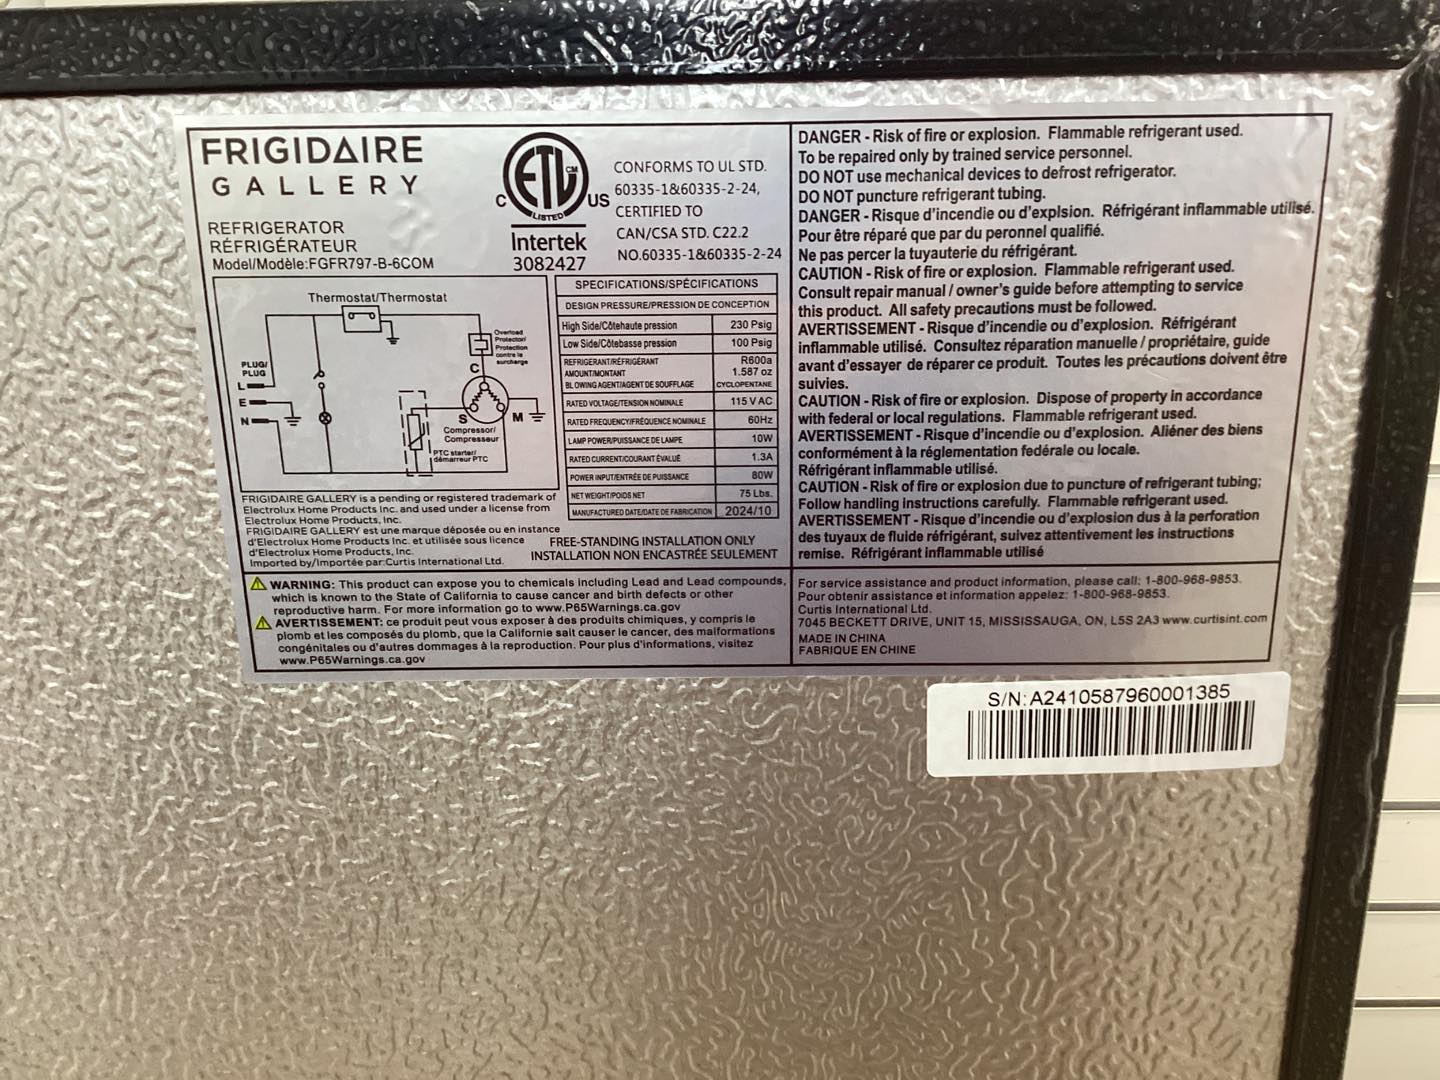 FRIGIDAIRE
GALLERY
REFRIGERATOR
RÉFRIGÉRATEUR
Model/Modèle:FGFR797-B-6COM
C ETL CM LISTED US
Intertek
3082427
CONFORMS TO UL STD.
60335-1&60335-2-24,
CERTIFIED TO
CAN/CSA STD. C22.2
NO.60335-1&60335-2-24
Thermostat/Thermostat
Overload
Protector/
Protection
contre la
surcharge
PLUG/
PLUG
L
E
N
C
S
M
Compressor/
Compresseur
PTC starter/
démarreur PTC
SPECIFICATIONS/SPÉCIFICATIONS
DESIGN PRESSURE/PRESSION DE CONCEPTION
High Side/Côtehaute pression 230 Psig
Low Side/Côtebasse pression 100 Psig
REFRIGERANT/RÉFRIGÉRANT R600a
AMOUNT/MONTANT 1.587 oz
BLOWING AGENT/AGENT DE SOUFFLAGE CYCLOPENTANE
RATED VOLTAGE/TENSION NOMINALE 115 V AC
RATED FREQUENCY/FRÉQUENCE NOMINALE 60Hz
LAMP POWER/PUISSANCE DE LAMPE 10W
RATED CURRENT/COURANT ÉVALUÉ 1.3A
POWER INPUT/ENTRÉE DE PUISSANCE 80W
NET WEIGHT/POIDS NET 75 Lbs.
MANUFACTURED DATE/DATE DE FABRICATION 2024/10
FRIGIDAIRE GALLERY is a pending or registered trademark of
Electrolux Home Products Inc. and used under a license from
Electrolux Home Products, Inc.
FRIGIDAIRE GALLERY est une marque déposée ou en instance
d'Electrolux Home Products Inc. et utilisée sous licence
d'Electrolux Home Products, Inc.
Imported by/Importée par:Curtis International Ltd.
FREE-STANDING INSTALLATION ONLY
INSTALLATION NON ENCASTRÉE SEULEMENT
DANGER - Risk of fire or explosion. Flammable refrigerant used.
To be repaired only by trained service personnel.
DO NOT use mechanical devices to defrost refrigerator.
DO NOT puncture refrigerant tubing.
DANGER - Risque d'incendie ou d'explsion. Réfrigérant inflammable utilisé.
Pour être réparé que par du peronnel qualifié.
Ne pas percer la tuyauterie du réfrigérant.
CAUTION - Risk of fire or explosion. Flammable refrigerant used.
Consult repair manual / owner's guide before attempting to service
this product. All safety precautions must be followed.
AVERTISSEMENT - Risque d'incendie ou d'explosion. Réfrigérant
inflammable utilisé. Consultez réparation manuelle / propriétaire, guide
avant d'essayer de réparer ce produit. Toutes les précautions doivent être
suivies.
CAUTION - Risk of fire or explosion. Dispose of property in accordance
with federal or local regulations. Flammable refrigerant used.
AVERTISSEMENT - Risque d'incendie ou d'explosion. Aliéner des biens
conformément à la réglementation fedérale ou locale.
Réfrigérant inflammable utilisé.
CAUTION - Risk of fire or explosion due to puncture of refrigerant tubing;
Follow handling instructions carefully. Flammable refrigerant used.
AVERTISSEMENT - Risque d'incendie ou d'explosion dus à la perforation
des tuyaux de fluide réfrigérant, suivez attentivement les instructions
remise. Réfrigérant inflammable utilisé
WARNING: This product can expose you to chemicals including Lead and Lead compounds,
which is known to the State of California to cause cancer and birth defects or other
reproductive harm. For more information go to www.P65Warnings.ca.gov
AVERTISSEMENT: ce produit peut vous exposer à des produits chimiques, y compris le
plomb et les composés du plomb, que la Californie sait causer le cancer, des malformations
congénitales ou d'autres dommages à la reproduction. Pour plus d'informations, visitez
www.P65Warnings.ca.gov
For service assistance and product information, please call: 1-800-968-9853.
Pour obtenir assistance et information appelez: 1-800-968-9853.
Curtis International Ltd.
7045 BECKETT DRIVE, UNIT 15, MISSISSAUGA, ON, L5S 2A3 www.curtisint.com
MADE IN CHINA
FABRIQUE EN CHINE
S/N:A2410587960001385